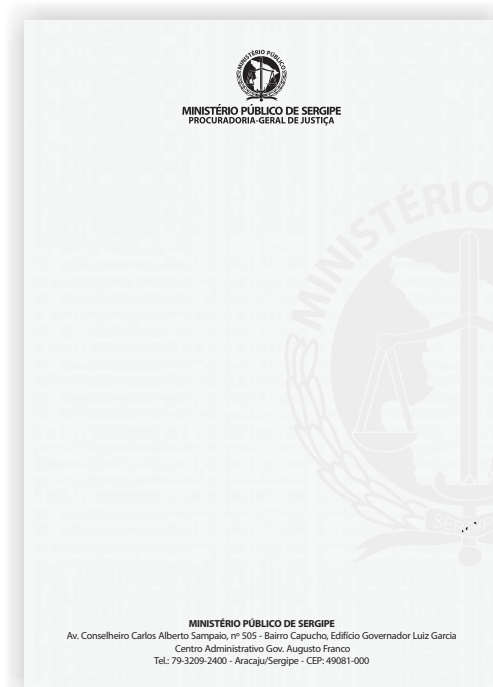 MINISTÉRIO PÚBLICO
MINISTÉRIO PÚBLICO DE SERGIPE
PROCURADORIA-GERAL DE JUSTIÇA
MINISTÉRIO
MINISTÉRIO PÚBLICO DE SERGIPE
Av. Conselheiro Carlos Alberto Sampaio, nº 505 - Bairro Capucho, Edifício Governador Luiz Garcia
Centro Administrativo Gov. Augusto Franco
Tel.: 79-3209-2400 - Aracaju/Sergipe - CEP: 49081-000